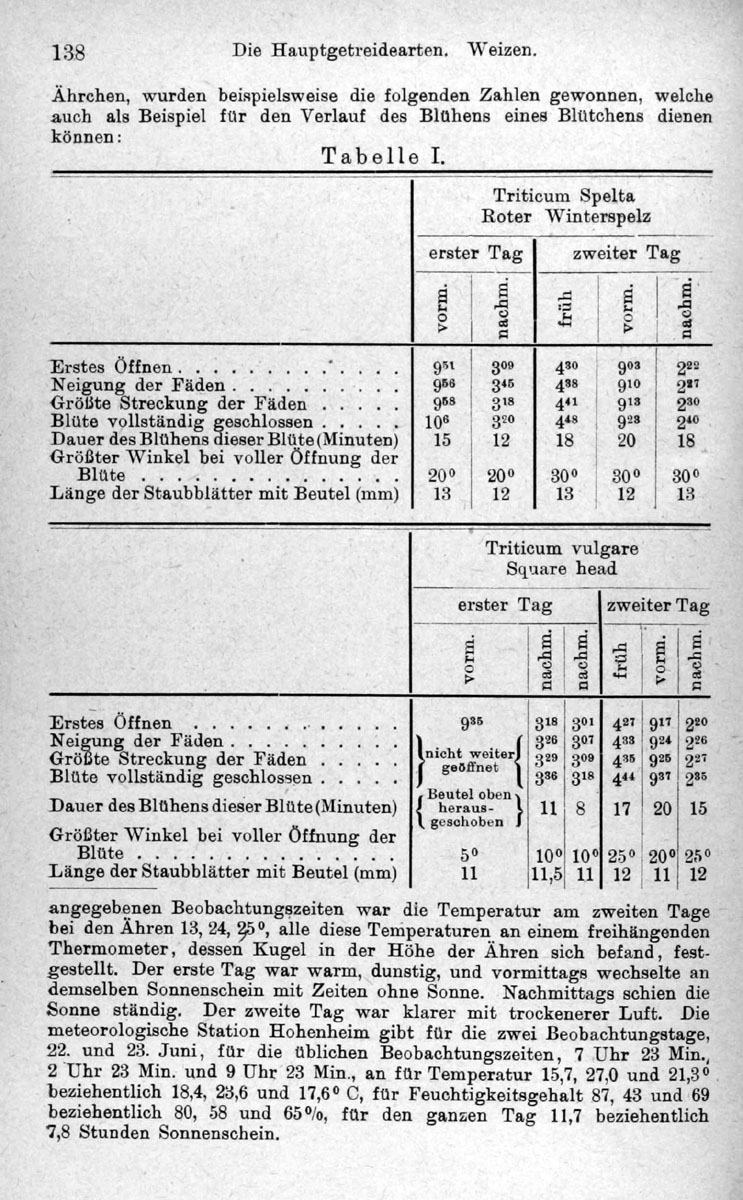 138 Die Hauptgetreidearten. Weizen.
Ährchen, wurden beispielsweise die folgenden Zahlen gewonnen, welche
auch als Beispiel für den Verlauf des Blühens eines Blütchens dienen
können:
Tabelle I.
Triticum Spelta
Roter Winterspelz
erster Tag zweiter Tag
vorm. nachm. früh vorm. nachm.
Erstes Öffnen . . . . . . . . . . . . 9⁵¹ 3⁰⁹ 4³⁰ 9⁰³ 2²²
Neigung der Fäden . . . . . . . . . . 9⁵⁶ 3⁴⁵ 4³⁸ 9¹⁰ 2²⁷
Größte Streckung der Fäden . . . . . 9⁵⁸ 3¹⁸ 4⁴¹ 9¹³ 2³⁰
Blüte vollständig geschlossen . . . . . 10⁶ 3²⁰ 4⁴⁸ 9²³ 2⁴⁰
Dauer des Blühens dieser Blüte (Minuten) 15 12 18 20 18
Größter Winkel bei voller Öffnung der
Blüte . . . . . . . . . . . . . . . 20⁰ 20⁰ 30⁰ 30⁰ 30⁰
Länge der Staubblätter mit Beutel (mm) 13 12 13 12 13
Triticum vulgare
Square head
erster Tag zweiter Tag
vorm. nachm. nachm. früh vorm. nachm.
Erstes Öffnen . . . . . . . . . . . 9³⁵ 3¹⁸ 3⁰¹ 4²⁷ 9¹⁷ 2²⁰
Neigung der Fäden . . . . . . . . . . 3²⁶ 3⁰⁷ 4³³ 9²⁴ 2²⁶
nicht weiter
Größte Streckung der Fäden . . . . . 3²⁹ 3⁰⁹ 4³⁵ 9²⁵ 2²⁷
geöffnet
Blüte vollständig geschlossen . . . . . 3³⁶ 3¹⁸ 4⁴⁴ 9³⁷ 2³⁵
Beutel oben
Dauer des Blühens dieser Blüte (Minuten) heraus- 11 8 17 20 15
geschoben
Größter Winkel bei voller Öffnung der
Blüte . . . . . . . . . . . . . . . 5⁰ 10⁰ 10⁰ 25⁰ 20⁰ 25⁰
Länge der Staubblätter mit Beutel (mm) 11 11,5 11 12 11 12
angegebenen Beobachtungszeiten war die Temperatur am zweiten Tage
bei den Ähren 13, 24, 25⁰, alle diese Temperaturen an einem freihängenden
Thermometer, dessen Kugel in der Höhe der Ähren sich befand, fest-
gestellt. Der erste Tag war warm, dunstig, und vormittags wechselte an
demselben Sonnenschein mit Zeiten ohne Sonne. Nachmittags schien die
Sonne ständig. Der zweite Tag war klarer mit trockenerer Luft. Die
meteorologische Station Hohenheim gibt für die zwei Beobachtungstage,
22. und 23. Juni, für die üblichen Beobachtungszeiten, 7 Uhr 23 Min.,
2 Uhr 23 Min. und 9 Uhr 23 Min., an für Temperatur 15,7, 27,0 und 21,3⁰
beziehentlich 18,4, 23,6 und 17,6⁰ C, für Feuchtigkeitsgehalt 87, 43 und 69
beziehentlich 80, 58 und 65%, für den ganzen Tag 11,7 beziehentlich
7,8 Stunden Sonnenschein.